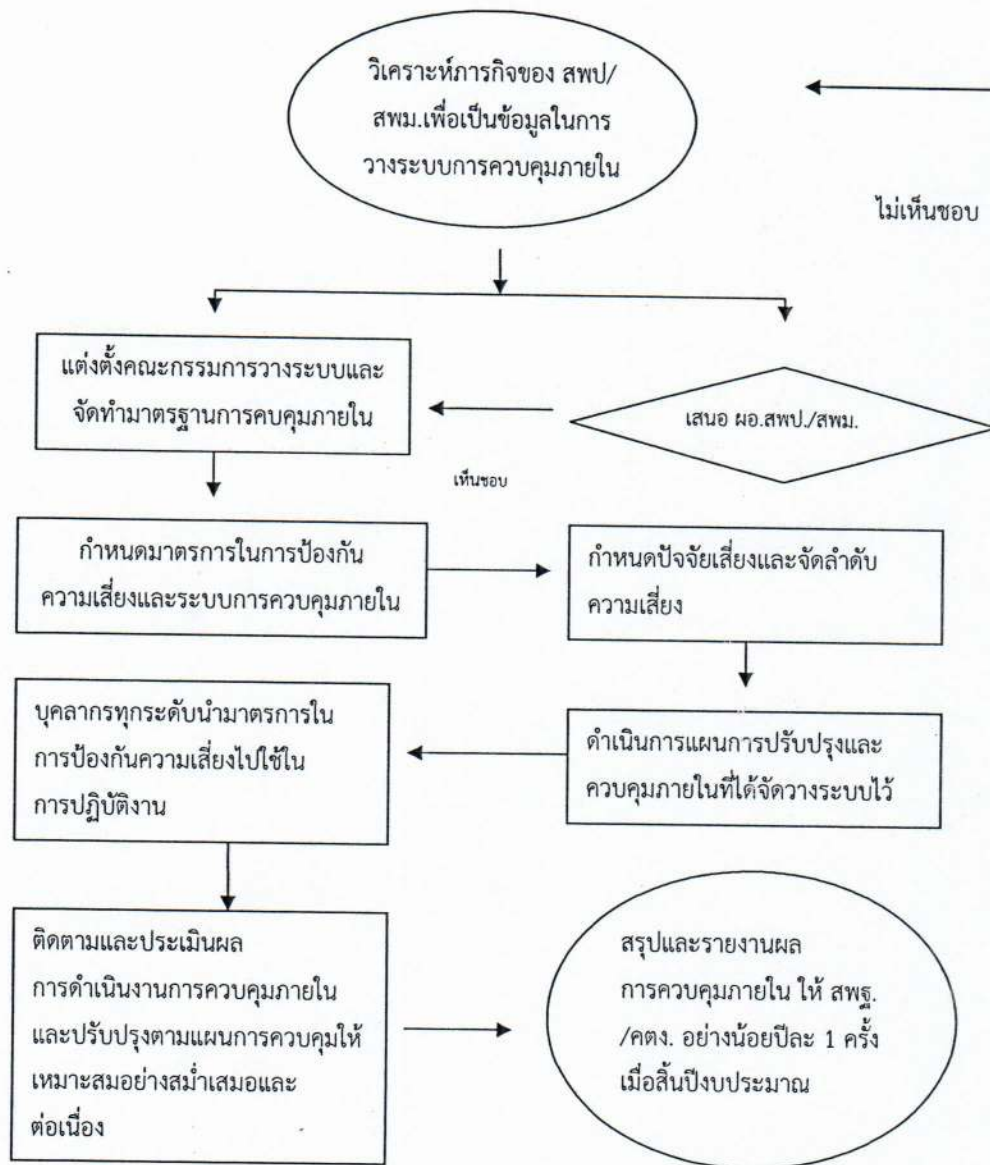 วิเคราะห์ภารกิจของ สพป/
สพม.เพื่อเป็นข้อมูลในการ
วางระบบการควบคุมภายใน
ไม่เห็นชอบ
แต่งตั้งคณะกรรมการวางระบบและ
จัดทำมาตรฐานการคบคุมภายใน
เสนอ ผอ.สพป./สพม.
เห็นชอบ
กำหนดมาตรการในการป้องกัน
ความเสี่ยงและระบบการควบคุมภายใน
กำหนดปัจจัยเสี่ยงและจัดลำดับ
ความเสี่ยง
บุคลากรทุกระดับนำมาตรการใน
การป้องกันความเสี่ยงไปใช้ใน
การปฏิบัติงาน
ดำเนินการแผนการปรับปรุงและ
ควบคุมภายในที่ได้จัดวางระบบไว้
ติดตามและประเมินผล
การดำเนินงานการควบคุมภายใน
และปรับปรุงตามแผนการควบคุมให้
เหมาะสมอย่างสม่ำเสมอและ
ต่อเนื่อง
สรุปและรายงานผล
การควบคุมภายใน ให้ สพฐ.
/คตง. อย่างน้อยปีละ 1 ครั้ง
เมื่อสิ้นปีงบประมาณ